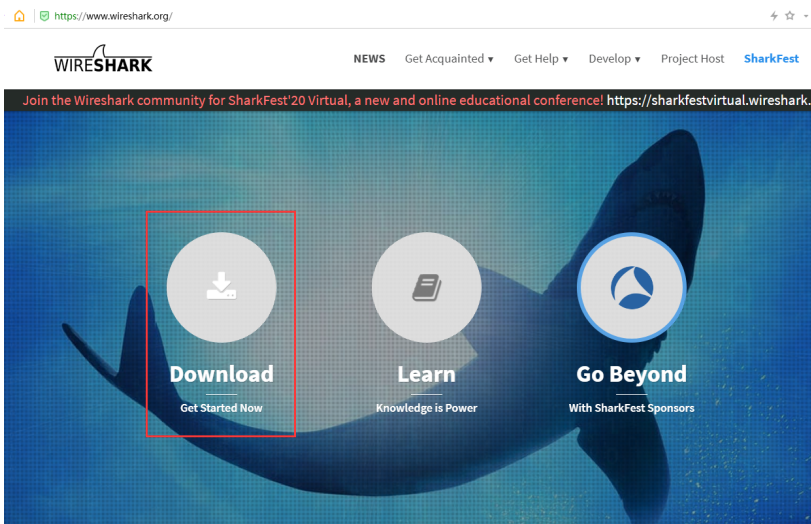 https://www.wireshark.org/
WIRESHARK
NEWS Get Acquainted ▾ Get Help ▾ Develop ▾ Project Host SharkFest
Join the Wireshark community for SharkFest'20 Virtual, a new and online educational conference! https://sharkfestvirtual.wireshark.
Download
Get Started Now
Learn
Knowledge is Power
Go Beyond
With SharkFest Sponsors